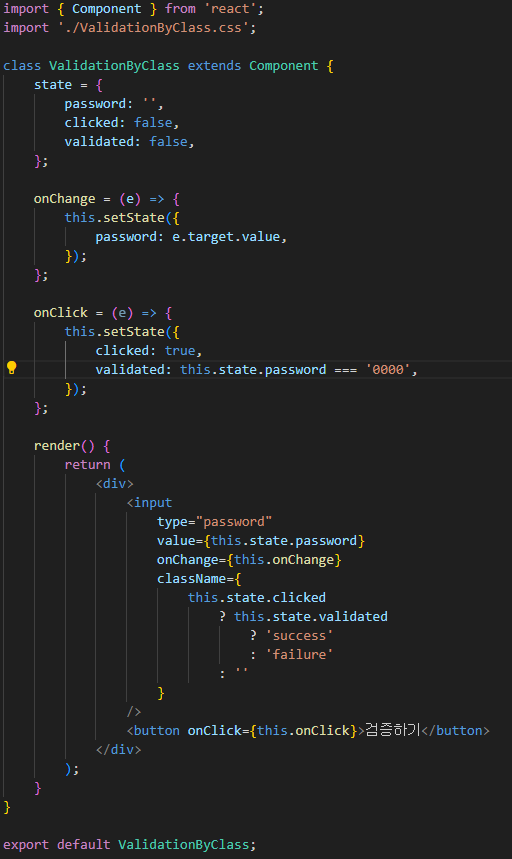 import { Component } from 'react';
import './ValidationByClass.css';

class ValidationByClass extends Component {
    state = {
        password: '',
        clicked: false,
        validated: false,
    };

    onChange = (e) => {
        this.setState({
            password: e.target.value,
        });
    };

    onClick = (e) => {
        this.setState({
            clicked: true,
            validated: this.state.password === '0000',
        });
    };

    render() {
        return (
            <div>
                <input
                    type="password"
                    value={this.state.password}
                    onChange={this.onChange}
                    className={
                        this.state.clicked
                            ? this.state.validated
                                ? 'success'
                                : 'failure'
                            : ''
                    }
                />
                <button onClick={this.onClick}>검증하기</button>
            </div>
        );
    }
}

export default ValidationByClass;